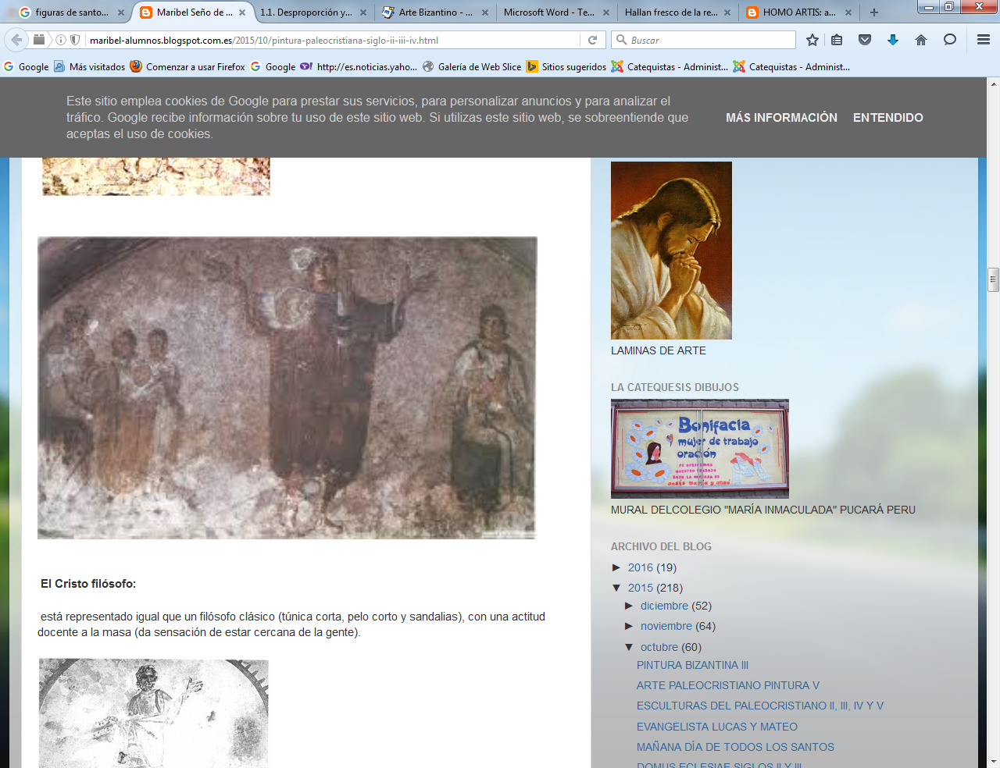 figuras de santo...
Maribel Seño de ...
1.1. Desproporción y...
Arte Bizantino - ...
Microsoft Word - Te...
Hallan fresco de la re...
HOMO ARTIS: a...
maribel-alumnos.blogspot.com.es/2015/10/pintura-paleocristiana-siglo-ii-iii-iv.html
Buscar
Google
Más visitados
Comenzar a usar Firefox
Google
http://es.noticias.yaho...
Galería de Web Slice
Sitios sugeridos
Catequistas - Administ...
Catequistas - Administ...
Este sitio emplea cookies de Google para prestar sus servicios, para personalizar anuncios y para analizar el
tráfico. Google recibe información sobre tu uso de este sitio web. Si utilizas este sitio web, se sobreentiende que
aceptas el uso de cookies.
MÁS INFORMACIÓN
ENTENDIDO
El Cristo filósofo:
está representado igual que un filósofo clásico (túnica corta, pelo corto y sandalias), con una actitud
docente a la masa (da sensación de estar cercana de la gente).
LAMINAS DE ARTE
LA CATEQUESIS DIBUJOS
Bonifacia
mujer de trabajo
oración
MURAL DELCOLEGIO "MARÍA INMACULADA" PUCARÁ PERU
ARCHIVO DEL BLOG
► 2016 (19)
▼ 2015 (218)
► diciembre (52)
► noviembre (64)
▼ octubre (60)
PINTURA BIZANTINA III
ARTE PALEOCRISTIANO PINTURA V
ESCULTURAS DEL PALEOCRISTIANO II, III, IV Y V
EVANGELISTA LUCAS Y MATEO
MAÑANA DÍA DE TODOS LOS SANTOS
DOMUS ECLESIAE SIGLOS II Y III